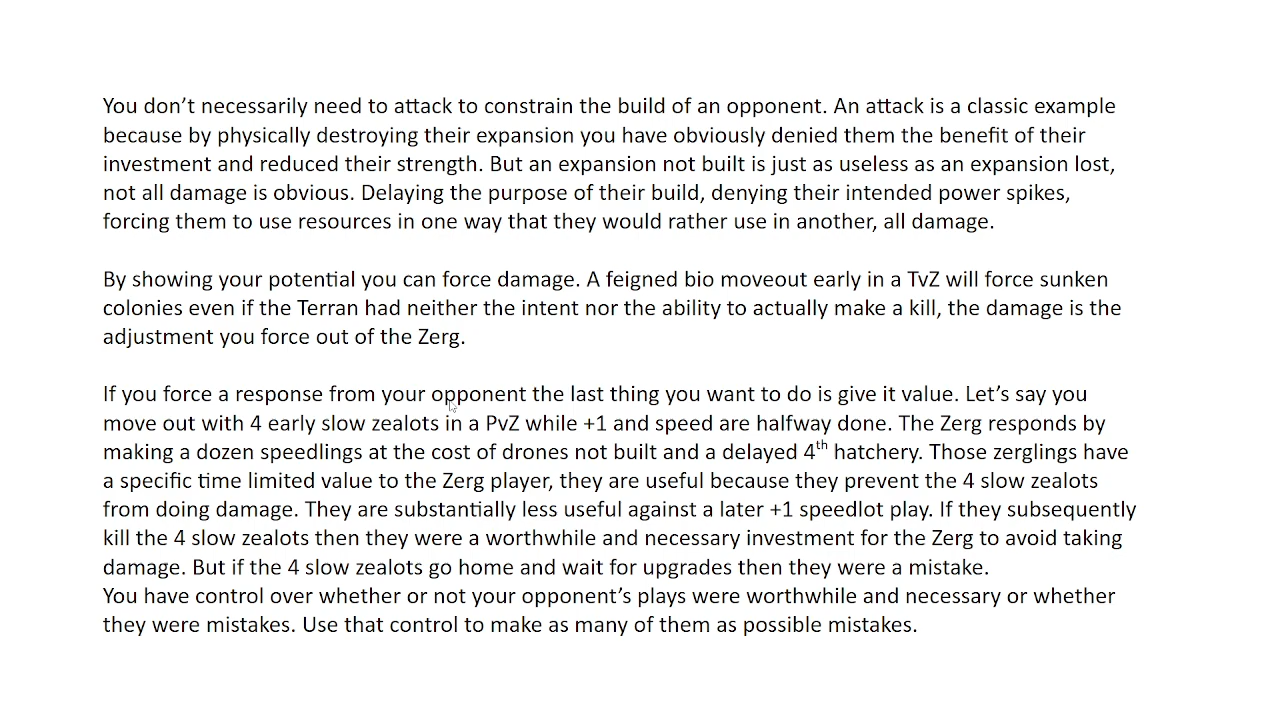 You don’t necessarily need to attack to constrain the build of an opponent. An attack is a classic example
because by physically destroying their expansion you have obviously denied them the benefit of their
investment and reduced their strength. But an expansion not built is just as useless as an expansion lost,
not all damage is obvious. Delaying the purpose of their build, denying their intended power spikes,
forcing them to use resources in one way that they would rather use in another, all damage.
By showing your potential you can force damage. A feigned bio moveout early in a TvZ will force sunken
colonies even if the Terran had neither the intent nor the ability to actually make a kill, the damage is the
adjustment you force out of the Zerg.
If you force a response from your opponent the last thing you want to do is give it value. Let’s say you
move out with 4 early slow zealots in a PvZ while +1 and speed are halfway done. The Zerg responds by
making a dozen speedlings at the cost of drones not built and a delayed 4th hatchery. Those zerglings have
a specific time limited value to the Zerg player, they are useful because they prevent the 4 slow zealots
from doing damage. They are substantially less useful against a later +1 speedlot play. If they subsequently
kill the 4 slow zealots then they were a worthwhile and necessary investment for the Zerg to avoid taking
damage. But if the 4 slow zealots go home and wait for upgrades then they were a mistake.
You have control over whether or not your opponent’s plays were worthwhile and necessary or whether
they were mistakes. Use that control to make as many of them as possible mistakes.